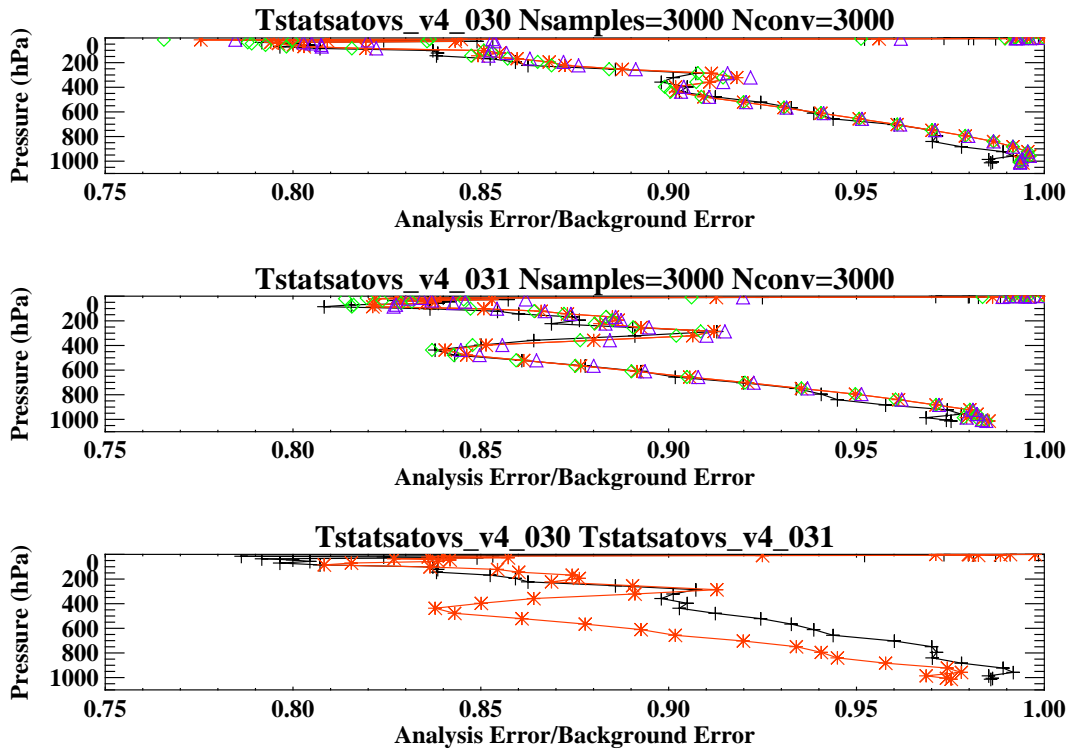 Tstatsatovs_v4_030 Nsamples=3000 Nconv=3000
Pressure (hPa)
0
200
400
600
800
1000
0.75 0.80 0.85 0.90 0.95 1.00
Analysis Error/Background Error
Tstatsatovs_v4_031 Nsamples=3000 Nconv=3000
Pressure (hPa)
0
200
400
600
800
1000
0.75 0.80 0.85 0.90 0.95 1.00
Analysis Error/Background Error
Tstatsatovs_v4_030 Tstatsatovs_v4_031
Pressure (hPa)
0
200
400
600
800
1000
0.75 0.80 0.85 0.90 0.95 1.00
Analysis Error/Background Error